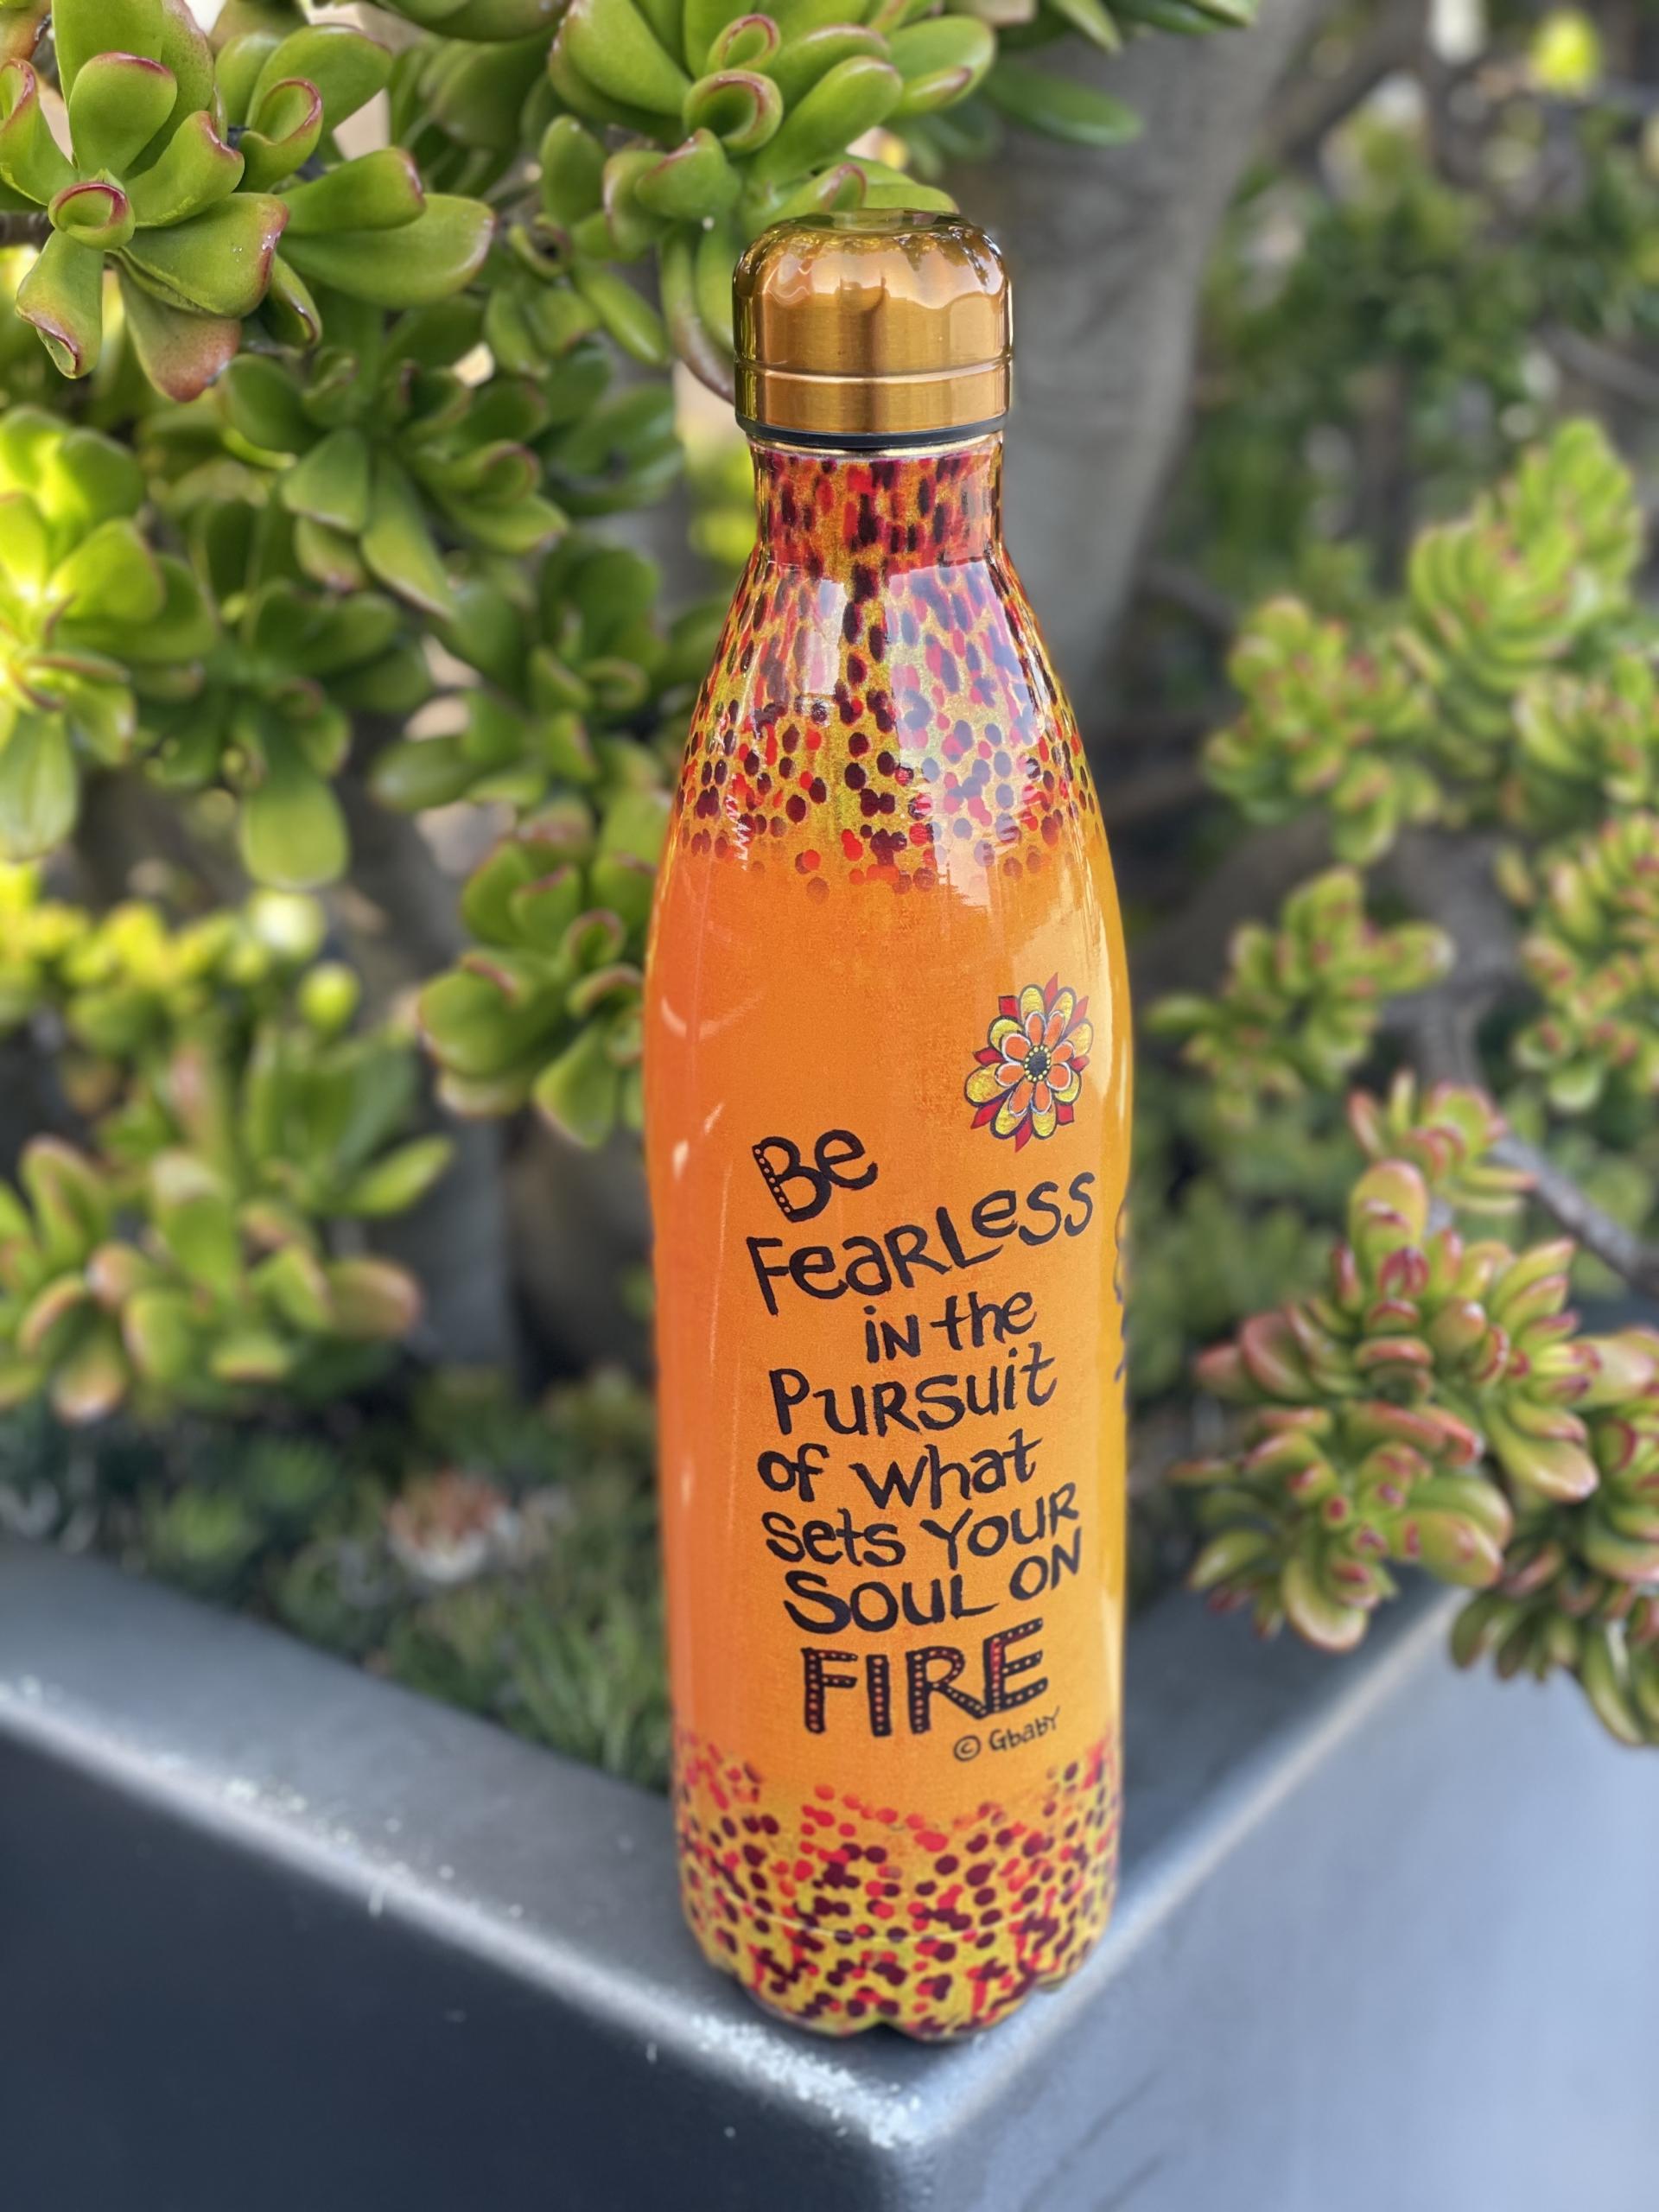 Be
Fearless
in the
Pursuit
of what
sets Your
Soul on
FIRE
© Gbaby